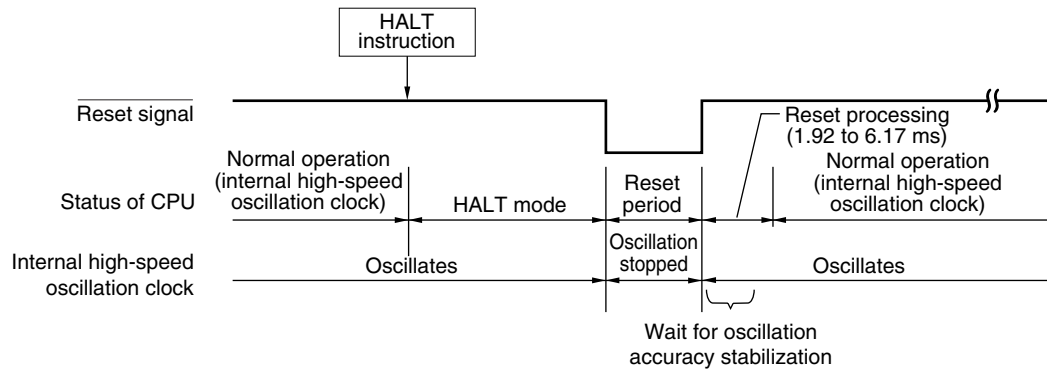 HALT
instruction
Reset signal
Reset processing
(1.92 to 6.17 ms)
Status of CPU
Normal operation
(internal high-speed
oscillation clock)
HALT mode
Reset
period
Normal operation
(internal high-speed
oscillation clock)
Internal high-speed
oscillation clock
Oscillates
Oscillation
stopped
Oscillates
Wait for oscillation
accuracy stabilization